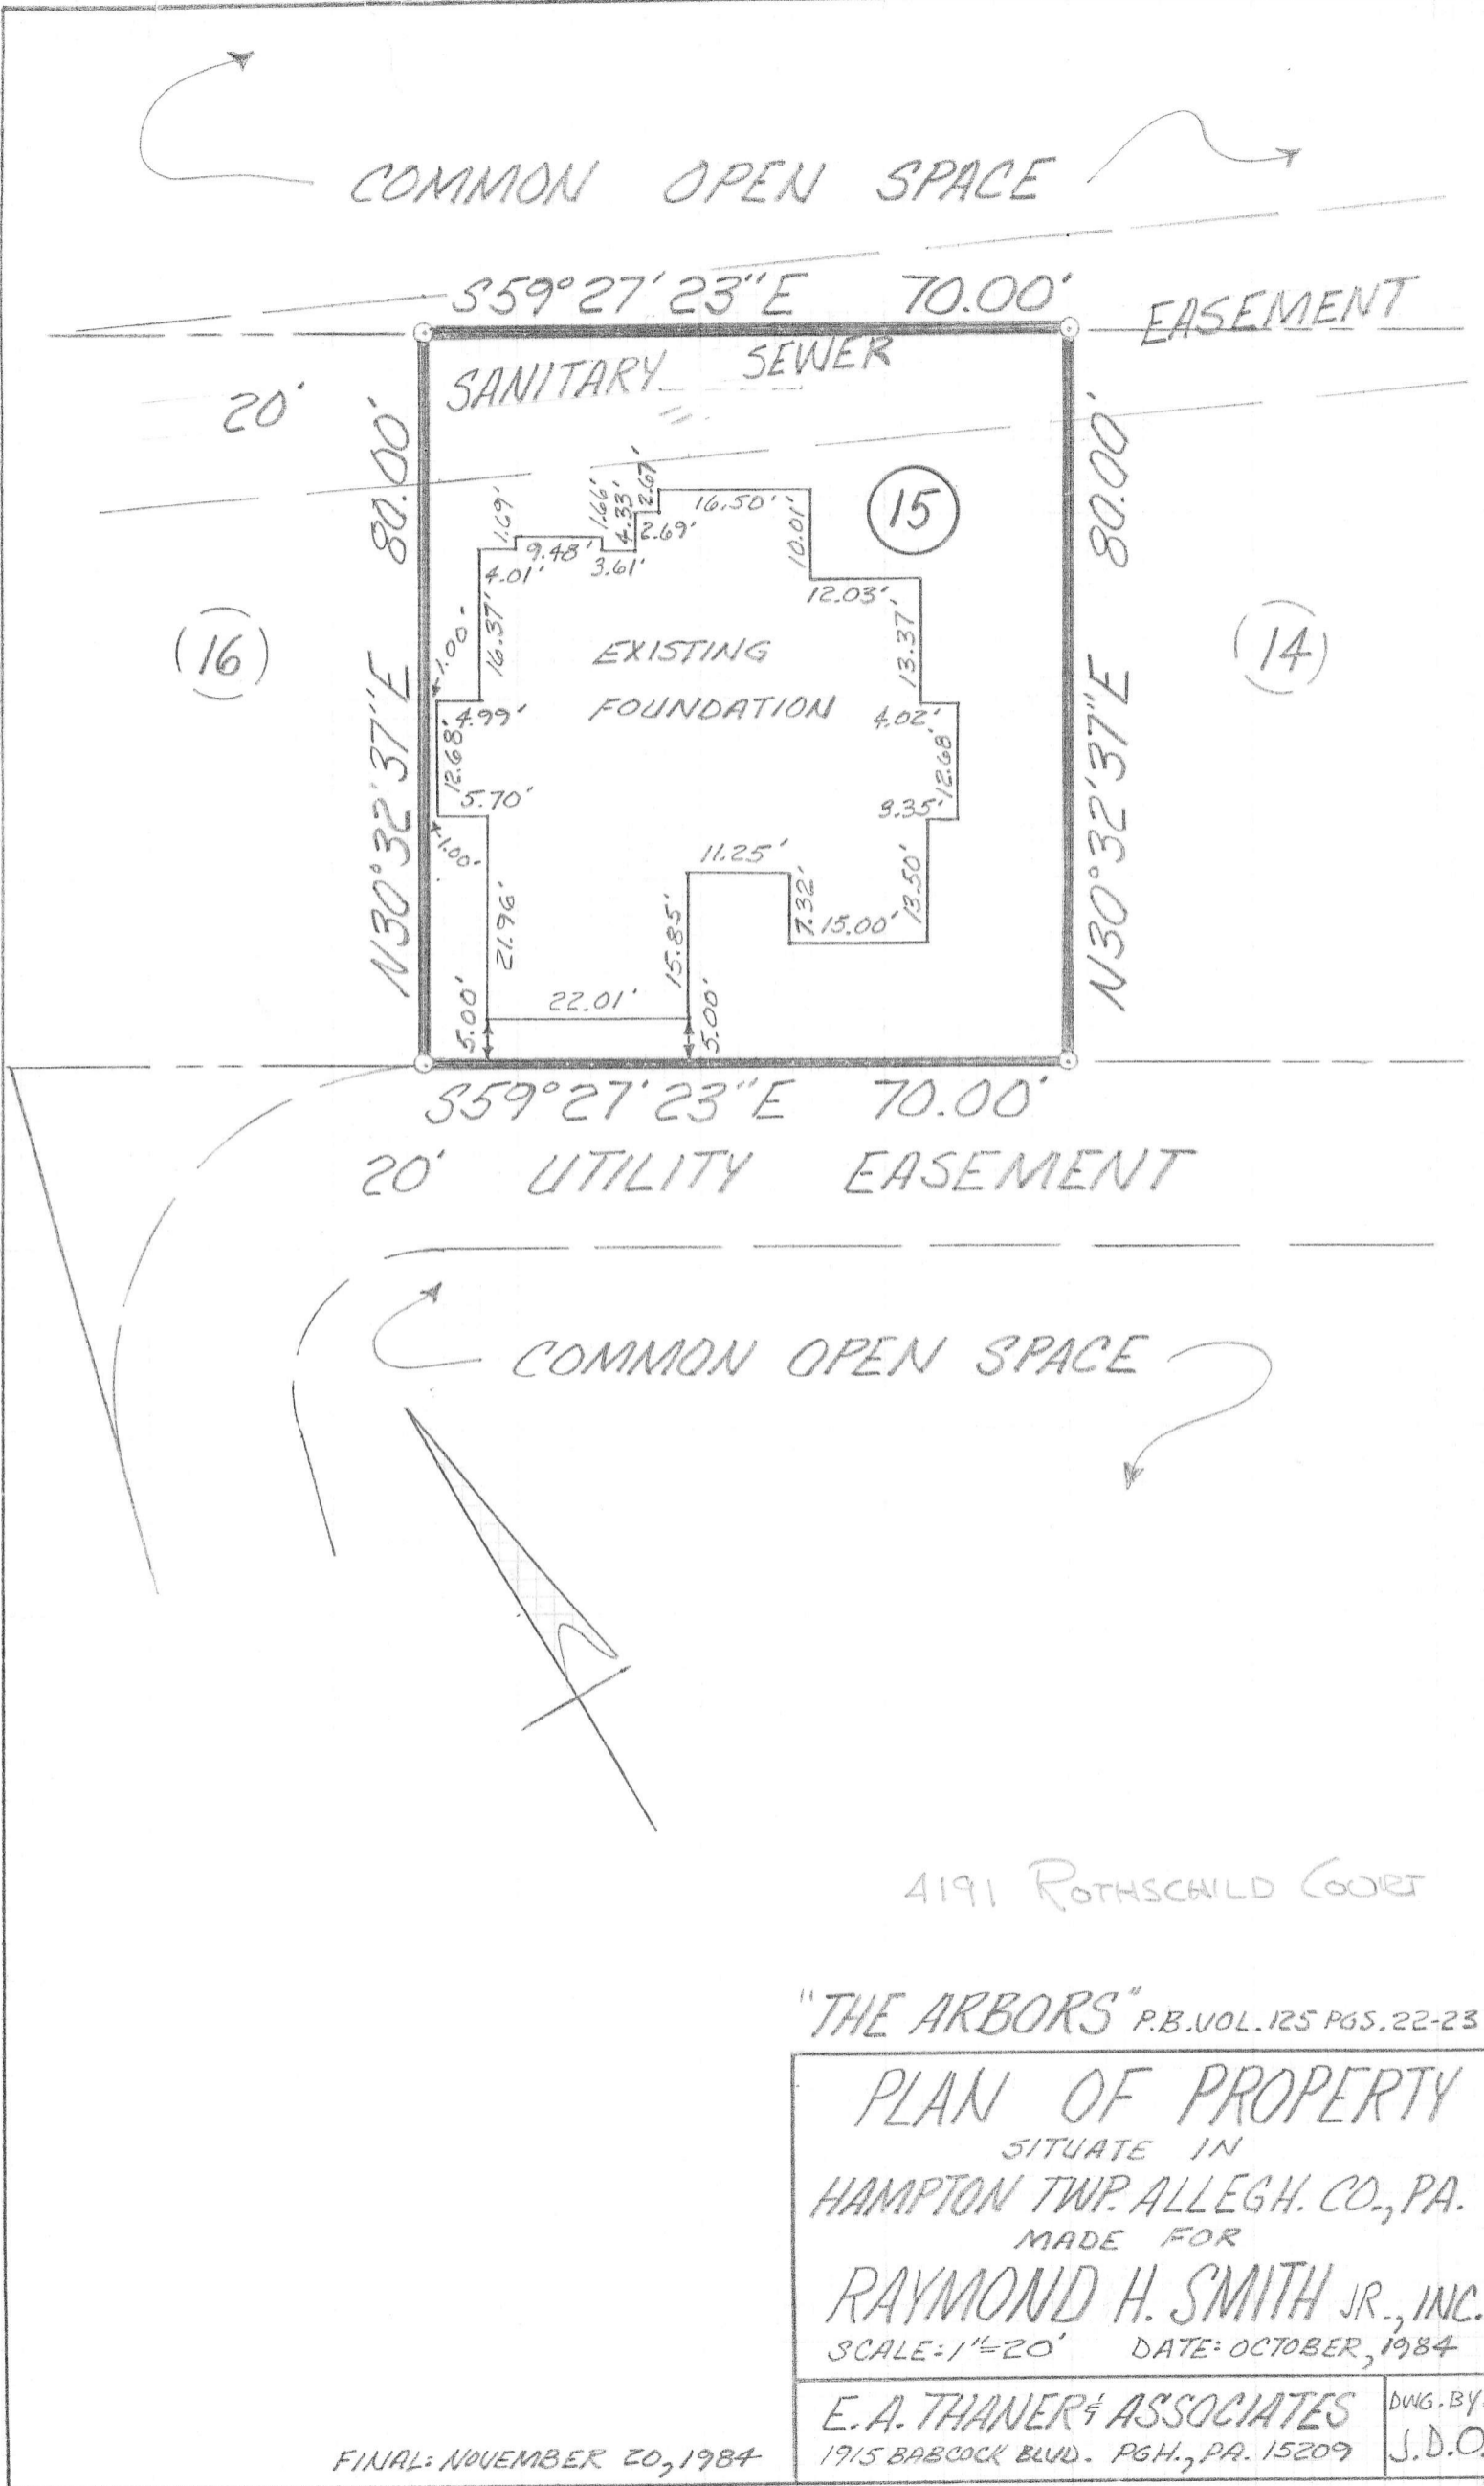 COMMON OPEN SPACE
S59°27'23"E 70.00'
EASEMENT
SANITARY SEWER
20'
80.00'
N30°32'37"E
80.00'
N30°32'37"E
15
16
14
1.69'
9.48'
4.01'
1.66'
3.61'
4.33'
2.67'
2.69'
16.50'
10.01'
12.03'
13.37'
16.37'
1.00
4.99'
12.68'
5.70'
1.00
EXISTING
FOUNDATION
4.02'
12.68'
3.35'
13.50'
11.25'
7.32'
15.00'
21.96'
15.85'
22.01'
5.00'
5.00'
S59°27'23"E 70.00'
20' UTILITY EASEMENT
COMMON OPEN SPACE
4191 ROTHSCHILD COURT
"THE ARBORS" P.B.VOL.125 PGS.22-23
PLAN OF PROPERTY
SITUATE IN
HAMPTON TWP. ALLEGH. CO., PA.
MADE FOR
RAYMOND H. SMITH JR., INC.
SCALE: 1"=20' DATE: OCTOBER, 1984
E.A. THANER & ASSOCIATES
1915 BABCOCK BLVD. PGH., PA. 15209
DWG. BY
J.D.O.
FINAL: NOVEMBER 20, 1984